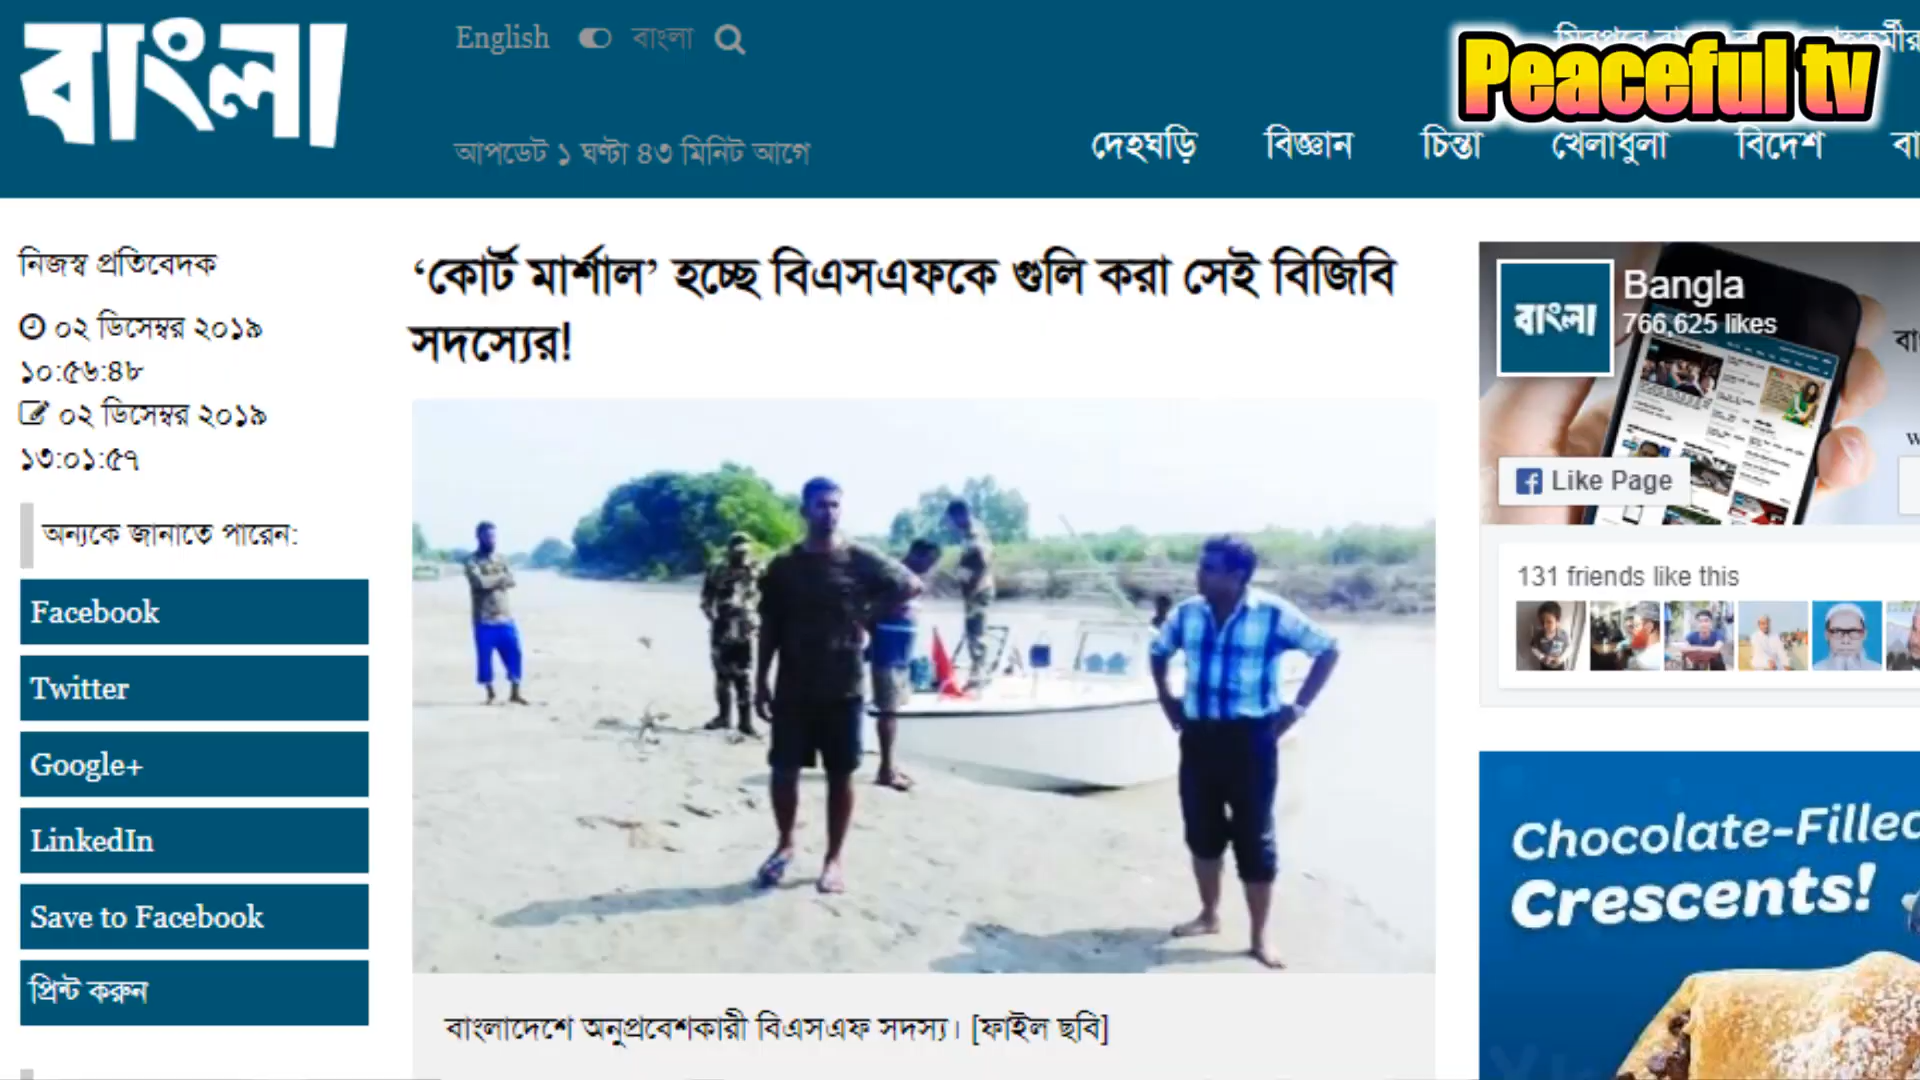 বাংলা
English বাংলা
Peaceful tv
আপডেট ১ ঘণ্টা ৪৩ মিনিট আগে
দেহঘড়ি বিজ্ঞান চিন্তা খেলাধুলা বিদেশ
নিজস্ব প্রতিবেদক
০২ ডিসেম্বর ২০১৯
১০:৫৬:৪৮
০২ ডিসেম্বর ২০১৯
১৩:০১:৫৭
অন্যকে জানাতে পারেন:
Facebook
Twitter
Google+
LinkedIn
Save to Facebook
প্রিন্ট করুন
‘কোর্ট মার্শাল’ হচ্ছে বিএসএফকে গুলি করা সেই বিজিবি
সদস্যের!
বাংলাদেশে অনুপ্রবেশকারী বিএসএফ সদস্য। [ফাইল ছবি]
বাংলা
Bangla
766,625 likes
Like Page
131 friends like this
Chocolate-Filled
Crescents!